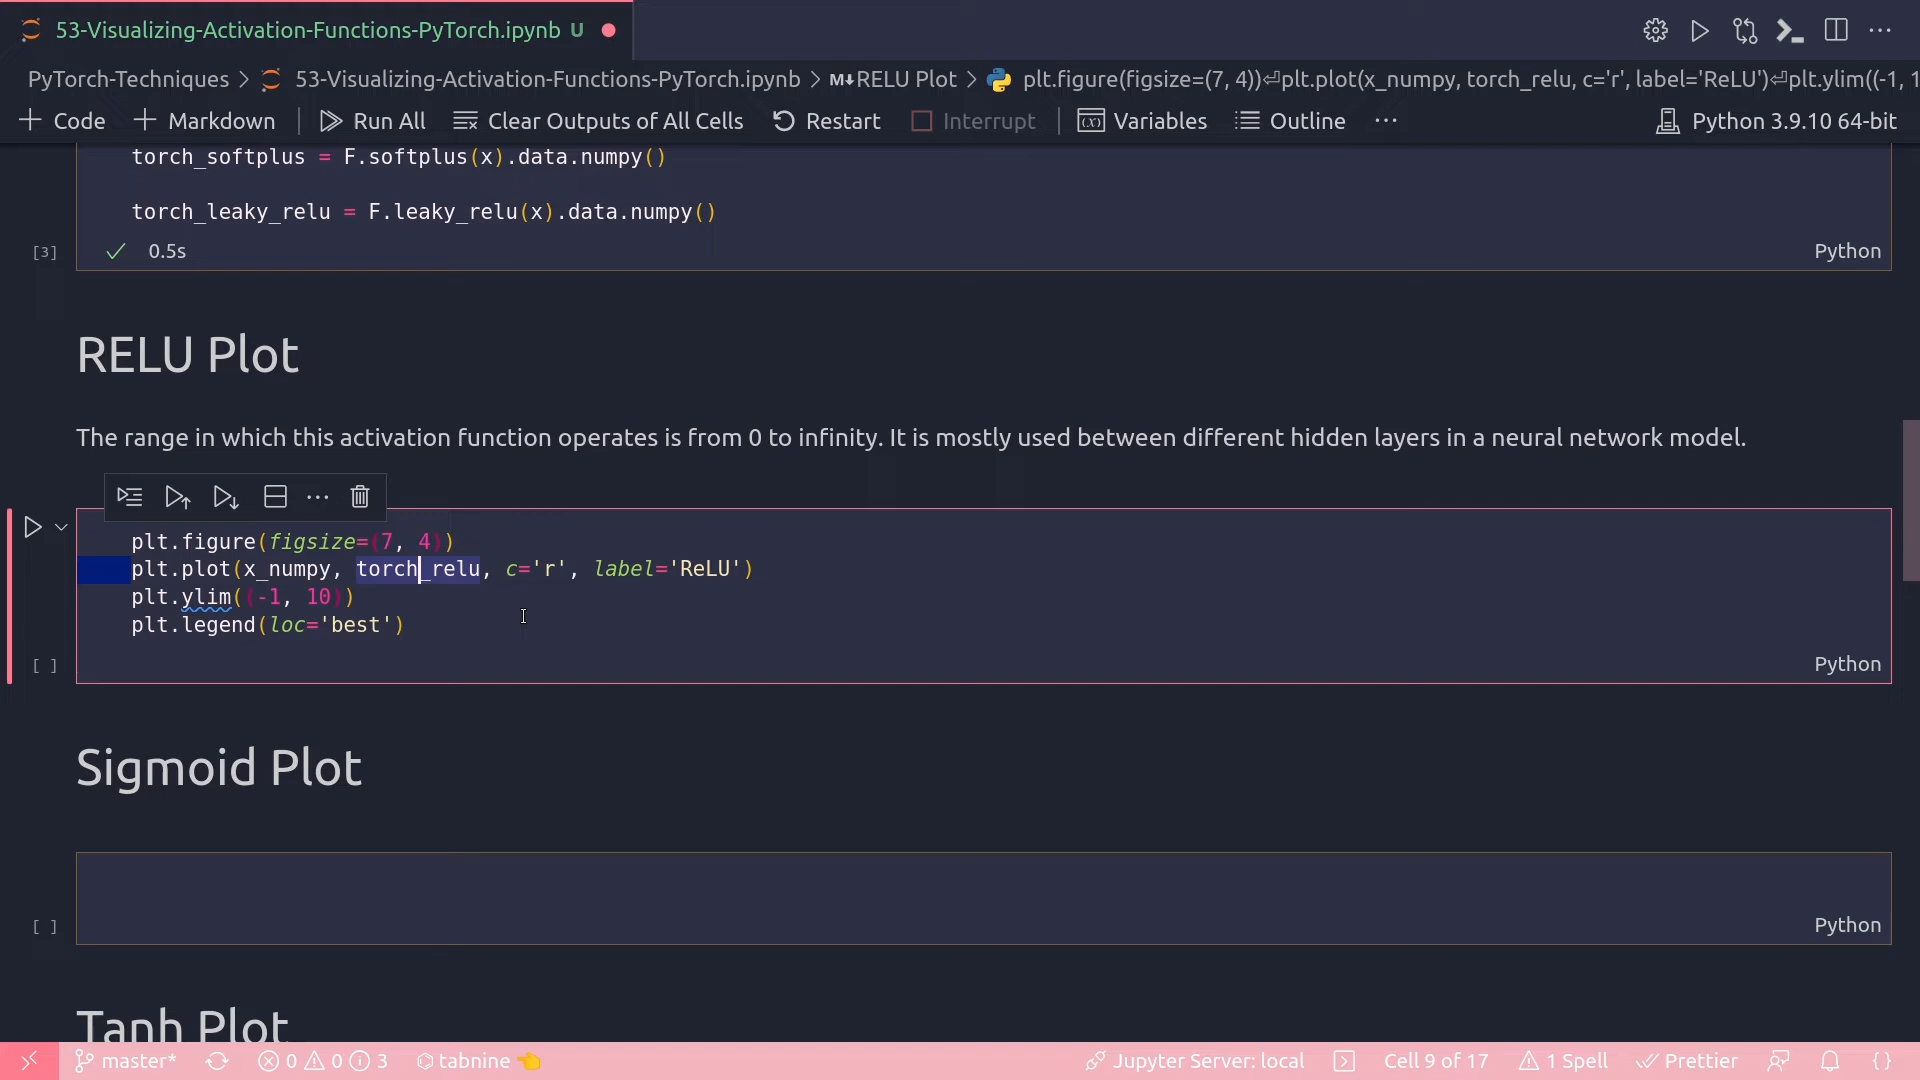 53-Visualizing-Activation-Functions-PyTorch.ipynb U
PyTorch-Techniques > 53-Visualizing-Activation-Functions-PyTorch.ipynb > M↓RELU Plot > plt.figure(figsize=(7, 4))⏎plt.plot(x_numpy, torch_relu, c='r', label='ReLU')⏎plt.ylim((-1, 1
+ Code + Markdown | Run All Clear Outputs of All Cells Restart Interrupt | Variables Outline ··· Python 3.9.10 64-bit
torch_softplus = F.softplus(x).data.numpy()
torch_leaky_relu = F.leaky_relu(x).data.numpy()
[3] ✓ 0.5s Python
RELU Plot
The range in which this activation function operates is from 0 to infinity. It is mostly used between different hidden layers in a neural network model.
plt.figure(figsize=(7, 4))
plt.plot(x_numpy, torch_relu, c='r', label='ReLU')
plt.ylim((-1, 10))
plt.legend(loc='best')
[ ] Python
Sigmoid Plot
[ ] Python
Tanh Plot
master* 0 0 3 tabnine Jupyter Server: local Cell 9 of 17 1 Spell Prettier